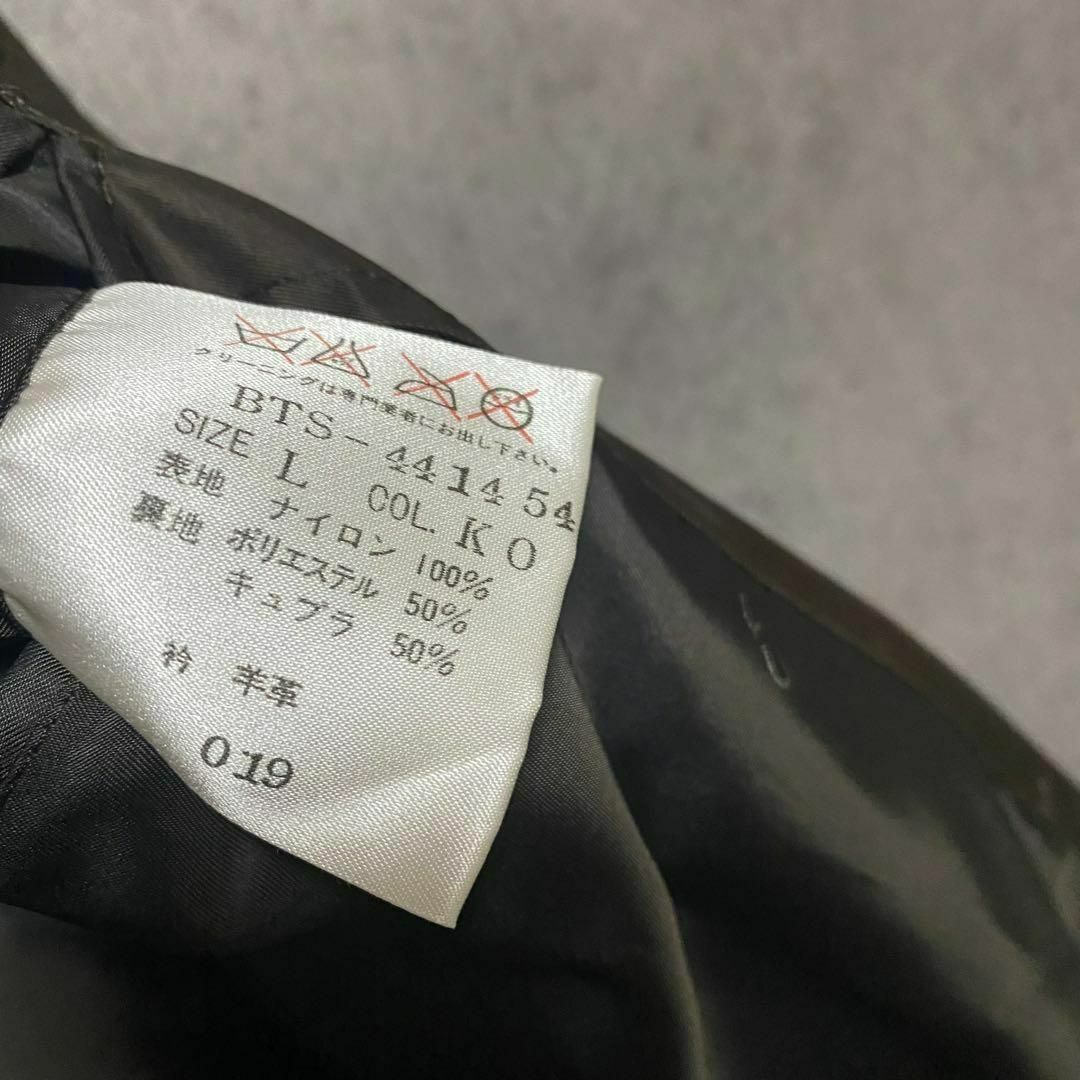 クリーニングは専門業者にお出し下さい。
BTS-4414 54
SIZE L COL. KO
表地 ナイロン 100%
裏地 ポリエステル 50%
キュプラ 50%
衿 羊革
019